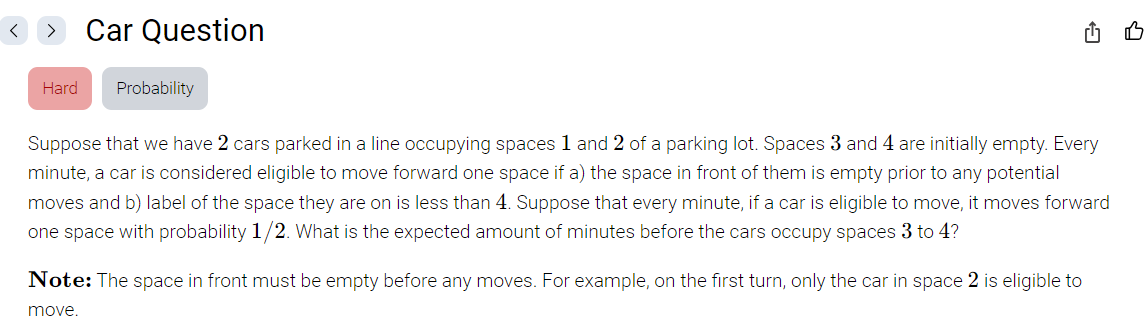 Car Question
Hard Probability
Suppose that we have 2 cars parked in a line occupying spaces 1 and 2 of a parking lot. Spaces 3 and 4 are initially empty. Every
minute, a car is considered eligible to move forward one space if a) the space in front of them is empty prior to any potential
moves and b) label of the space they are on is less than 4. Suppose that every minute, if a car is eligible to move, it moves forward
one space with probability 1/2. What is the expected amount of minutes before the cars occupy spaces 3 to 4?
Note: The space in front must be empty before any moves. For example, on the first turn, only the car in space 2 is eligible to
move.